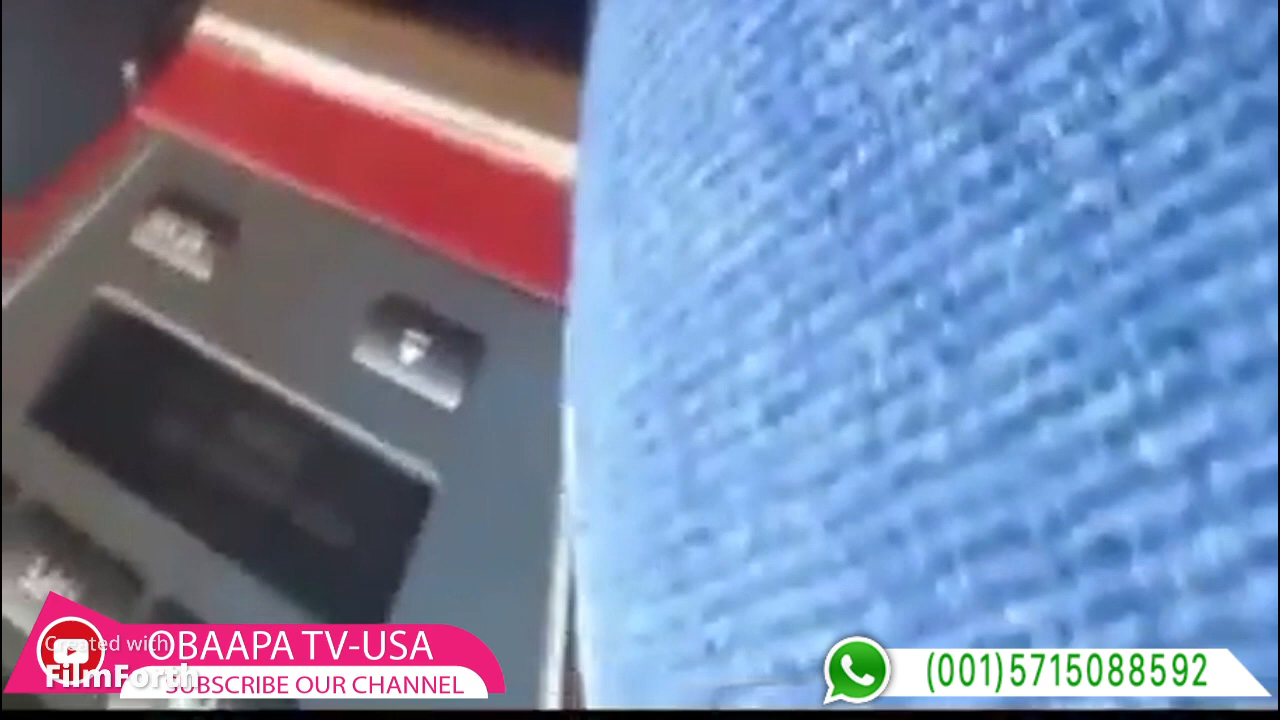 OBAAPA TV-USA
Created with
FilmForth
SUBSCRIBE OUR CHANNEL
(001)5715088592